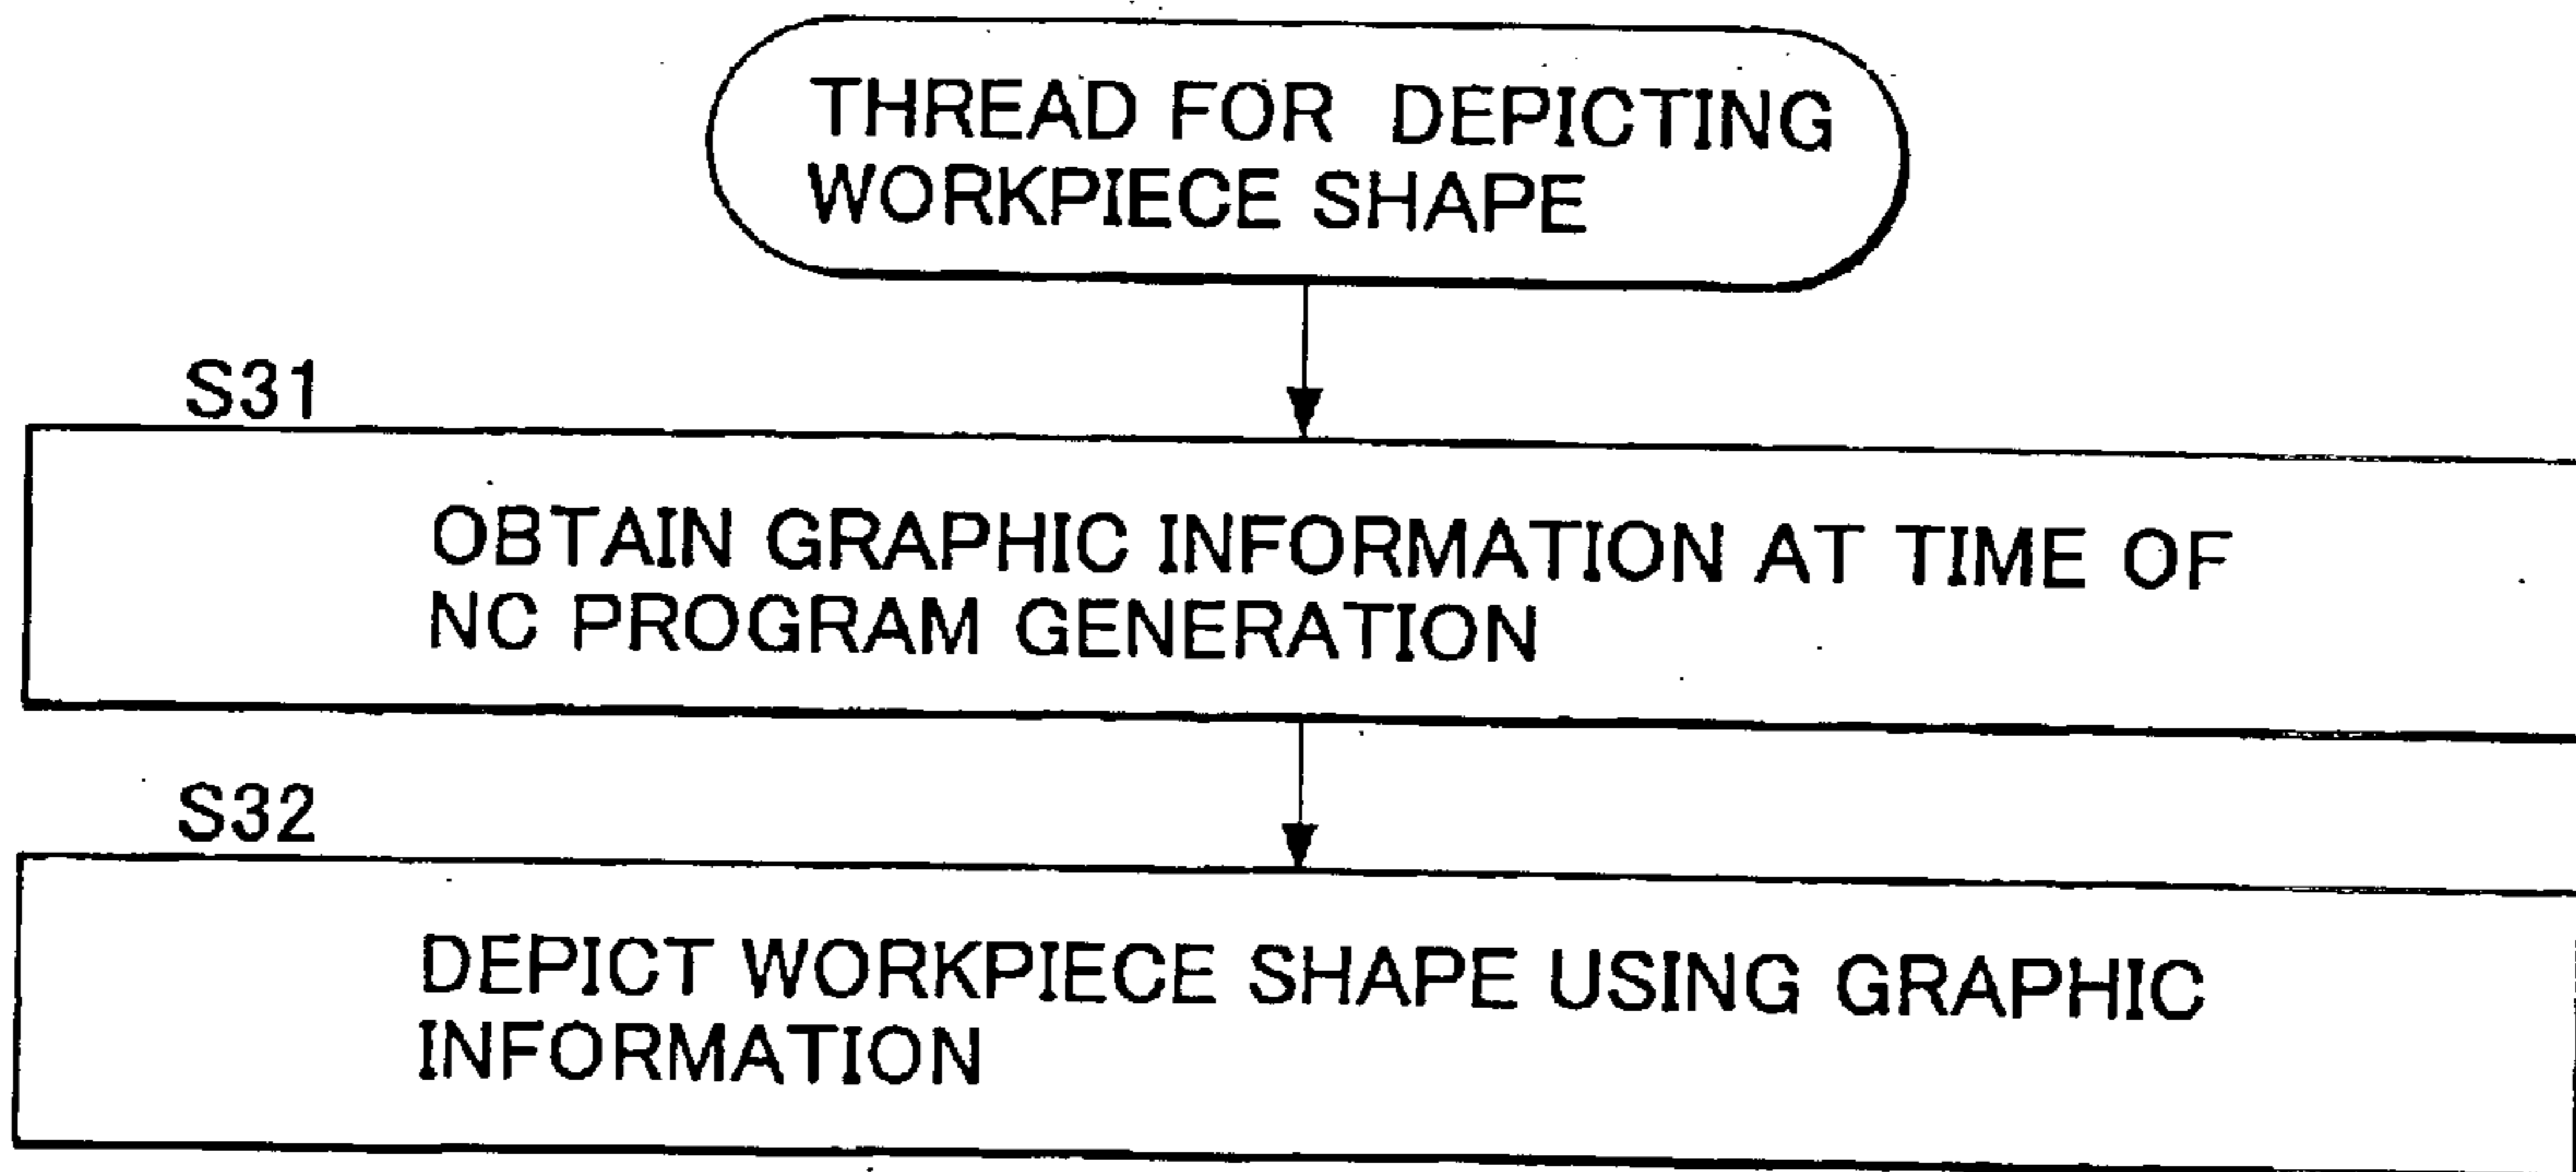 THREAD FOR DEPICTING
WORKPIECE SHAPE
S31
OBTAIN GRAPHIC INFORMATION AT TIME OF
NC PROGRAM GENERATION
S32
DEPICT WORKPIECE SHAPE USING GRAPHIC
INFORMATION